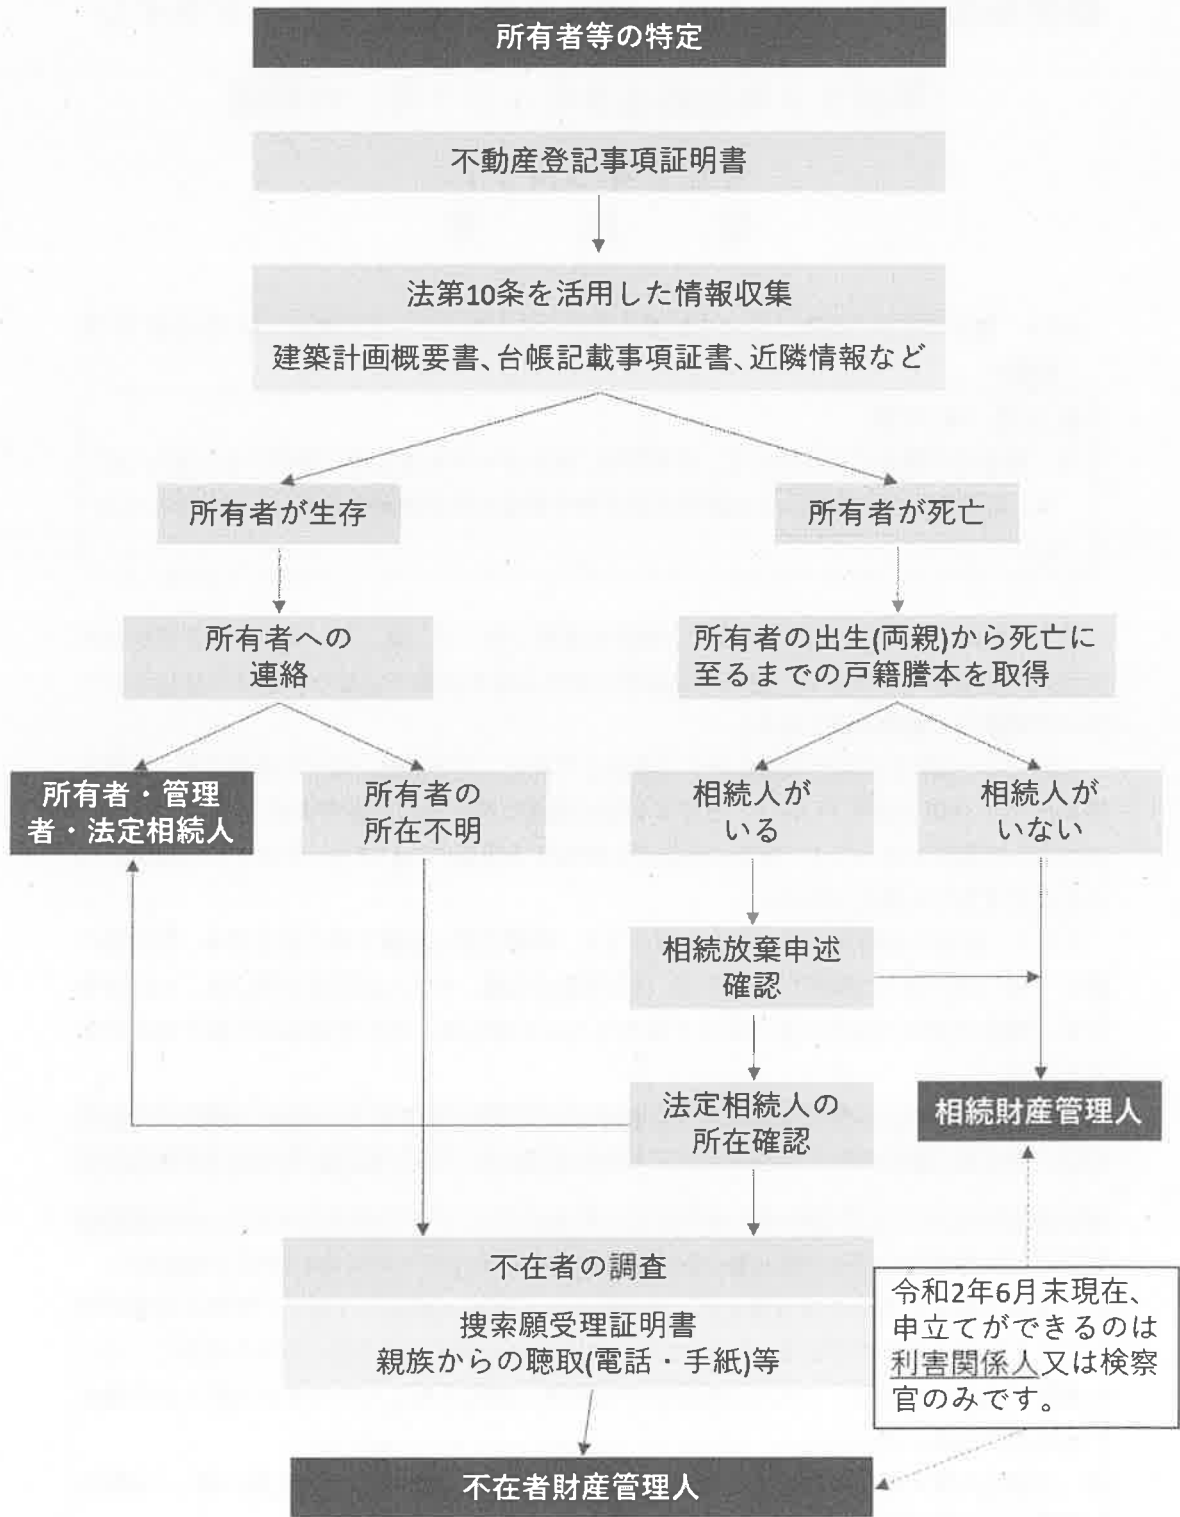 所有者等の特定
不動産登記事項証明書
法第10条を活用した情報収集
建築計画概要書、台帳記載事項証書、近隣情報など
所有者が生存
所有者が死亡
所有者への
連絡
所有者の出生(両親)から死亡に
至るまでの戸籍謄本を取得
所有者・管理
者・法定相続人
所有者の
所在不明
相続人が
いる
相続人が
いない
相続放棄申述
確認
法定相続人の
所在確認
相続財産管理人
不在者の調査
捜索願受理証明書
親族からの聴取(電話・手紙)等
令和2年6月末現在、
申立てができるのは
利害関係人又は検察
官のみです。
不在者財産管理人